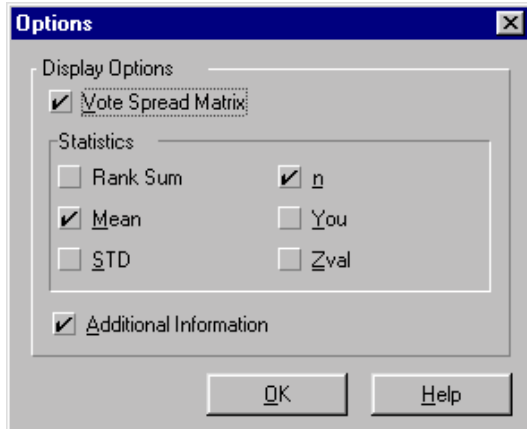 Options
Display Options
Vote Spread Matrix
Statistics
Rank Sum
n
Mean
You
STD
Zval
Additional Information
OK
Help